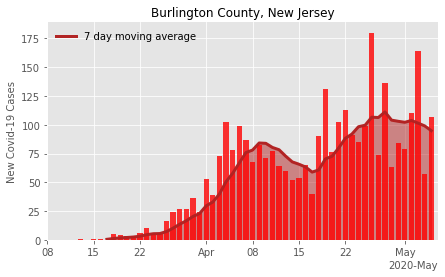 Burlington County, New Jersey
7 day moving average
New Covid-19 Cases
175
150
125
100
75
50
25
0
08 15 22 Apr 08 15 22 May
2020-May